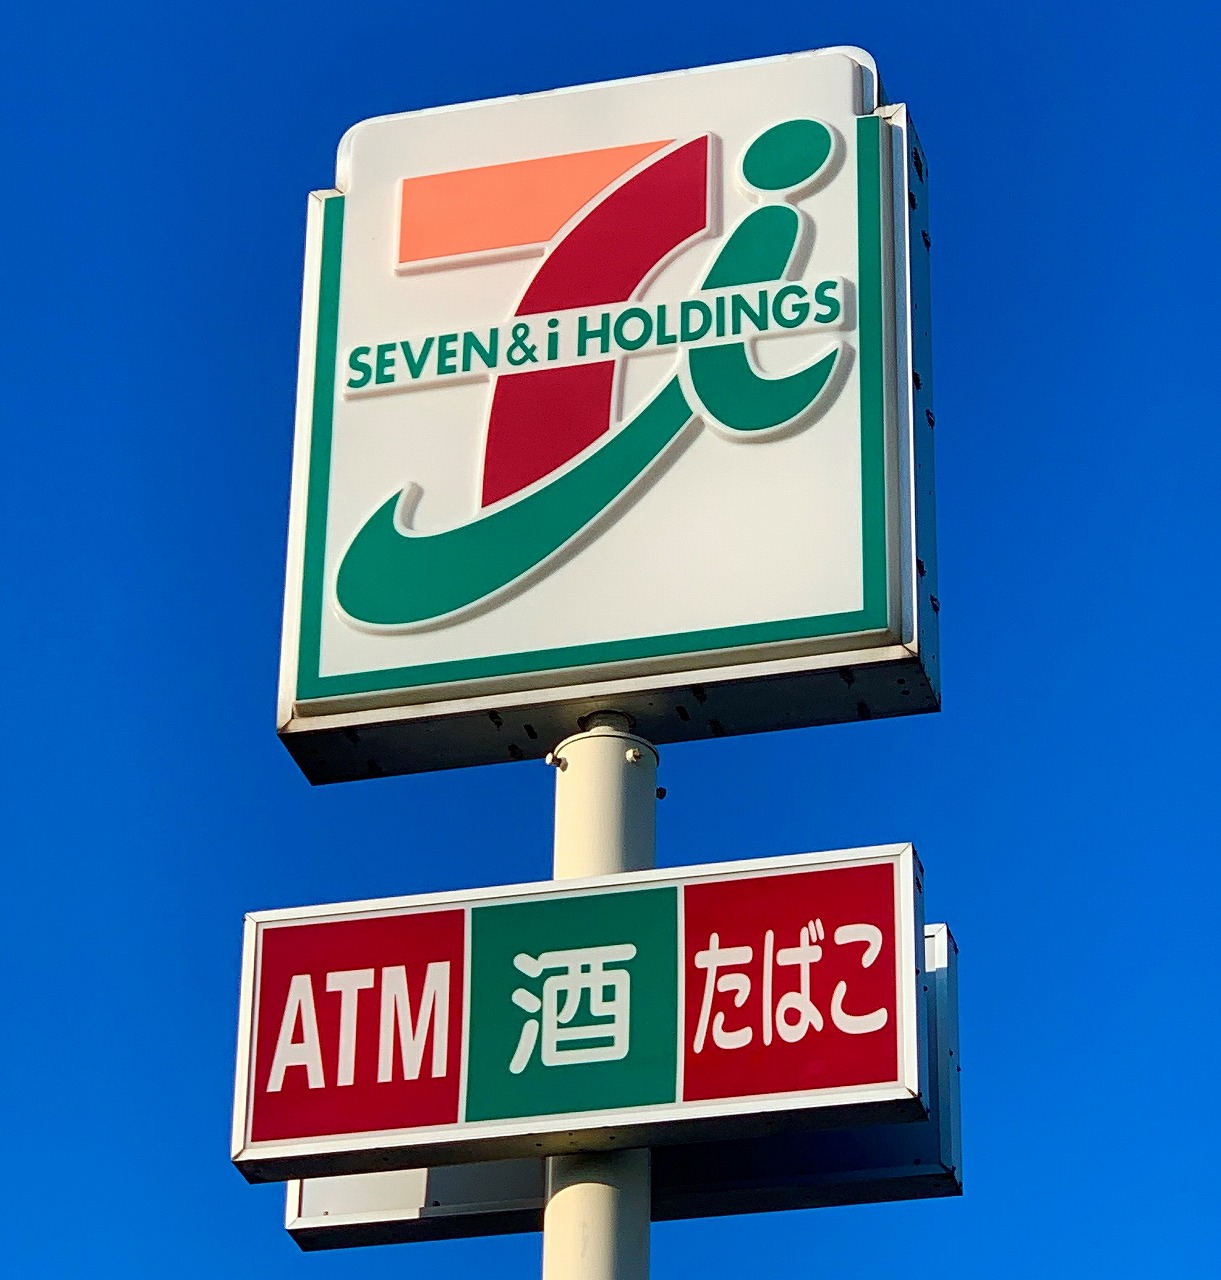 SEVEN & i HOLDINGS
ATM 酒 たばこ